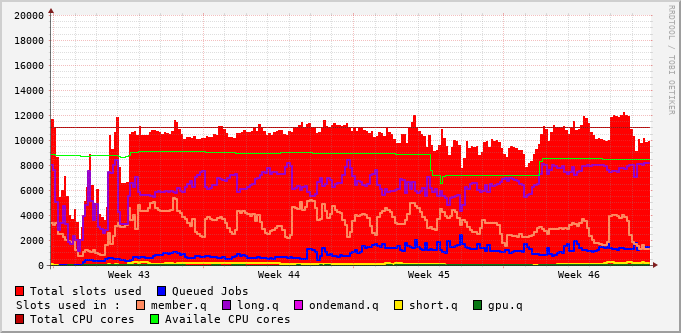 20000
18000
16000
14000
12000
10000
8000
6000
4000
2000
0
Week 43 Week 44 Week 45 Week 46
RRDTOOL / TOBI OETIKER
Total slots used Queued Jobs
Slots used in : member.q long.q ondemand.q short.q gpu.q
Total CPU cores Availale CPU cores